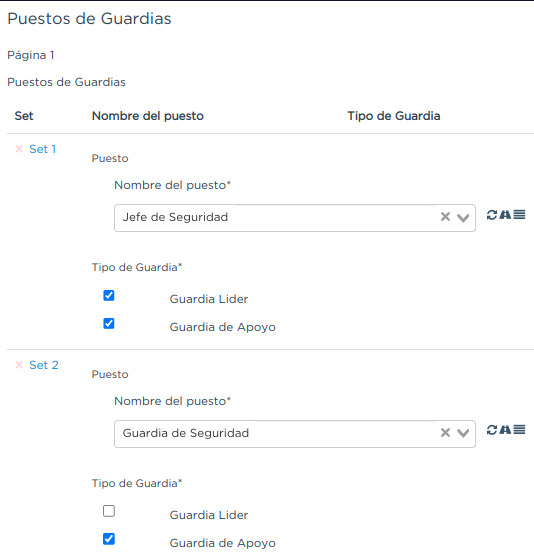 Puestos de Guardias
Página 1
Puestos de Guardias
Set Nombre del puesto Tipo de Guardia
× Set 1
Puesto
Nombre del puesto*
Jefe de Seguridad
Tipo de Guardia*
Guardia Lider
Guardia de Apoyo
× Set 2
Puesto
Nombre del puesto*
Guardia de Seguridad
Tipo de Guardia*
Guardia Lider
Guardia de Apoyo